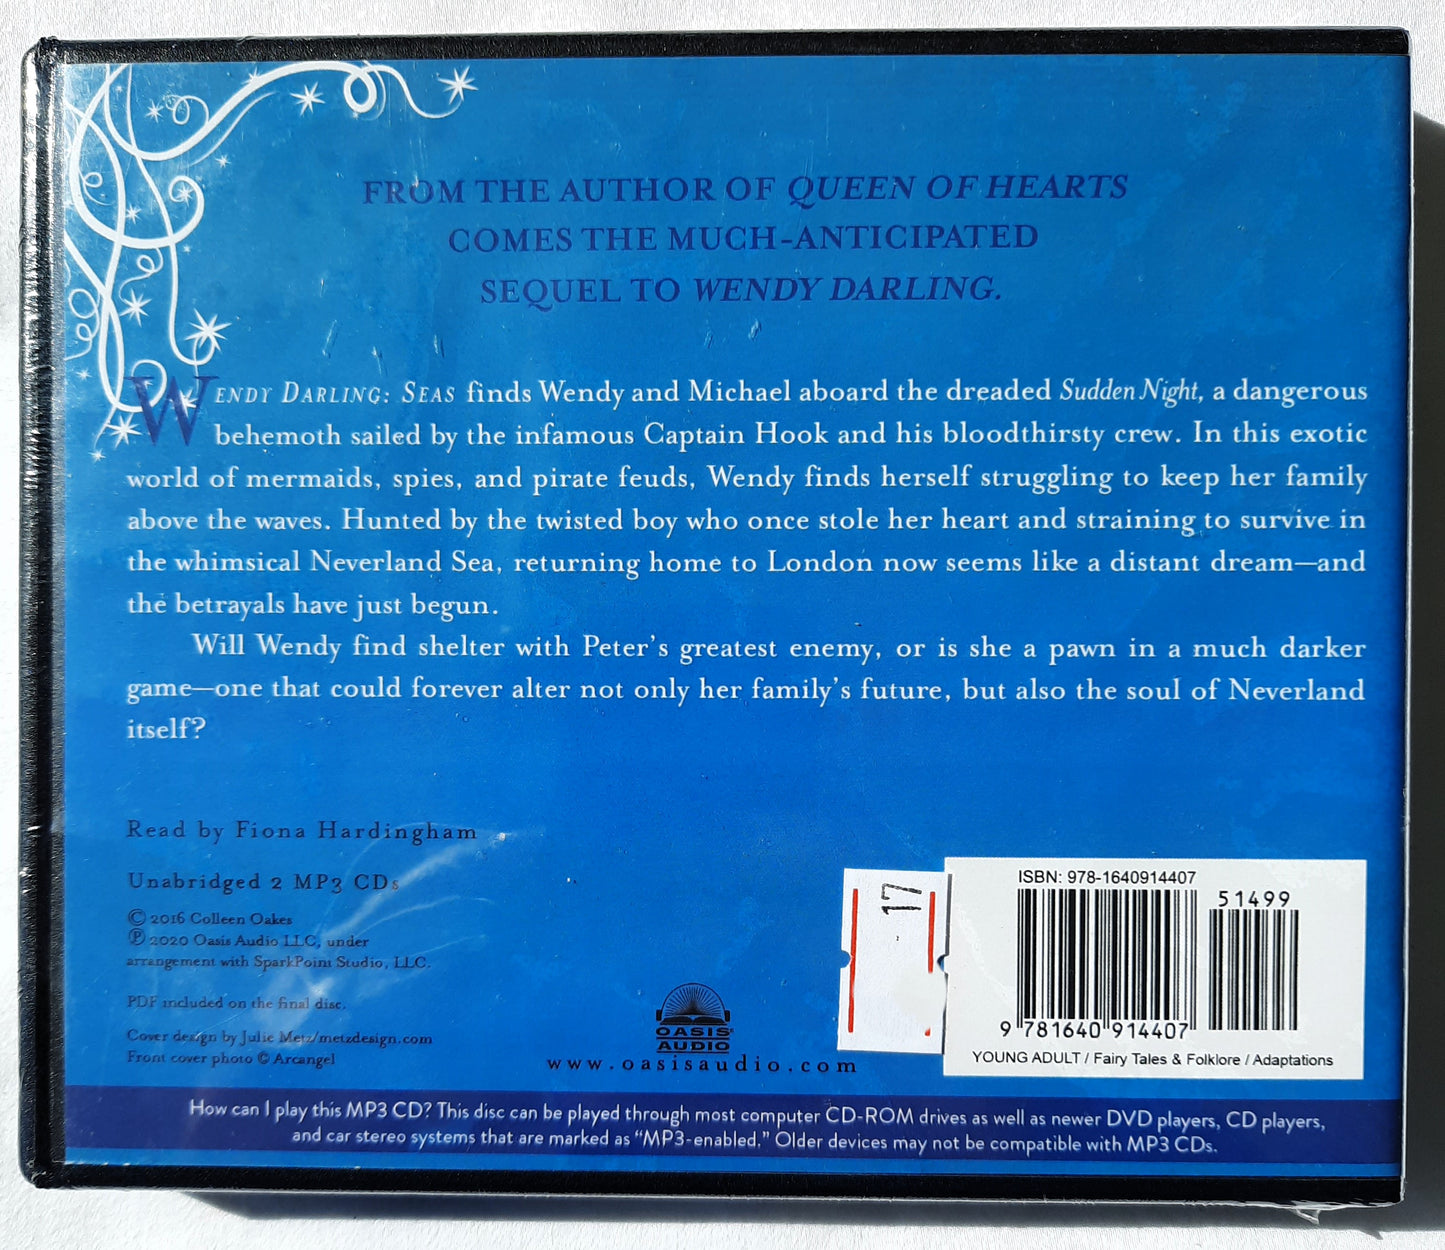 FROM THE AUTHOR OF QUEEN OF HEARTS
COMES THE MUCH-ANTICIPATED
SEQUEL TO WENDY DARLING.
WENDY DARLING: SEAS finds Wendy and Michael aboard the dreaded Sudden Night, a dangerous
behemoth sailed by the infamous Captain Hook and his bloodthirsty crew. In this exotic
world of mermaids, spies, and pirate feuds, Wendy finds herself struggling to keep her family
above the waves. Hunted by the twisted boy who once stole her heart and straining to survive in
the whimsical Neverland Sea, returning home to London now seems like a distant dream—and
the betrayals have just begun.
Will Wendy find shelter with Peter's greatest enemy, or is she a pawn in a much darker
game—one that could forever alter not only her family's future, but also the soul of Neverland
itself?
Read by Fiona Hardingham
Unabridged 2 MP3 CDs
© 2016 Colleen Oakes
℗ 2020 Oasis Audio LLC, under
arrangement with SparkPoint Studio, LLC.
PDF included on the final disc.
Cover design by Julie Metz/metzdesign.com
Front cover photo © Arcangel
OASIS®
AUDIO
www.oasisaudio.com
- 17
ISBN: 978-1640914407
51499
9 781640 914407
YOUNG ADULT / Fairy Tales & Folklore / Adaptations
How can I play this MP3 CD? This disc can be played through most computer CD-ROM drives as well as newer DVD players, CD players,
and car stereo systems that are marked as "MP3-enabled." Older devices may not be compatible with MP3 CDs.